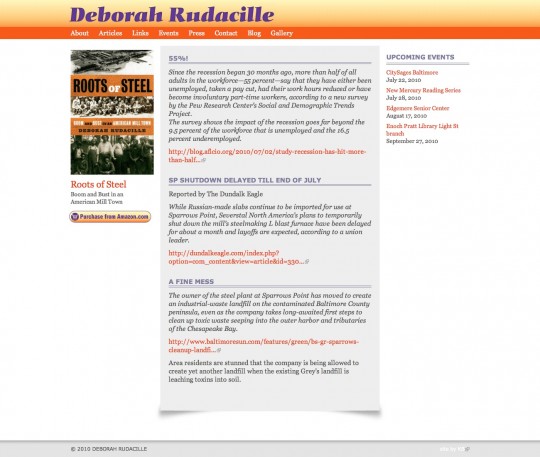 Deborah Rudacille
About Articles Links Events Press Contact Blog Gallery
ROOTS of STEEL
BOOM AND BUST IN AN AMERICAN MILL TOWN
DEBORAH RUDACILLE
Roots of Steel
Boom and Bust in an
American Mill Town
Purchase from Amazon.com
55%!
Since the recession began 30 months ago, more than half of all
adults in the workforce—55 percent—say that they have either been
unemployed, taken a pay cut, had their work hours reduced or have
become involuntary part-time workers, according to a new survey
by the Pew Research Center's Social and Demographic Trends
Project.
The survey shows the impact of the recession goes far beyond the
9.5 percent of the workforce that is unemployed and the 16.5
percent underemployed.
http://blog.aflcio.org/2010/07/02/study-recession-has-hit-more-
than-half...
SP SHUTDOWN DELAYED TILL END OF JULY
Reported by The Dundalk Eagle
While Russian-made slabs continue to be imported for use at
Sparrows Point, Severstal North America's plans to temporarily
shut down the mill's steelmaking L blast furnace have been delayed
for about a month and layoffs are expected, according to a union
leader.
http://dundalkeagle.com/index.php?
option=com_content&view=article&id=330...
A FINE MESS
The owner of the steel plant at Sparrows Point has moved to create
an industrial-waste landfill on the contaminated Baltimore County
peninsula, even as the company takes long-awaited first steps to
clean up toxic waste seeping into the outer harbor and tributaries
of the Chesapeake Bay.
http://www.baltimoresun.com/features/green/bs-gr-sparrows-
cleanup-landfi...
Area residents are stunned that the company is being allowed to
create yet another landfill when the existing Grey's landfill is
leaching toxins into soil.
UPCOMING EVENTS
CitySages Baltimore
July 22, 2010
New Mercury Reading Series
July 28, 2010
Edgemere Senior Center
August 17, 2010
Enoch Pratt Library Light St
branch
September 27, 2010
© 2010 DEBORAH RUDACILLE